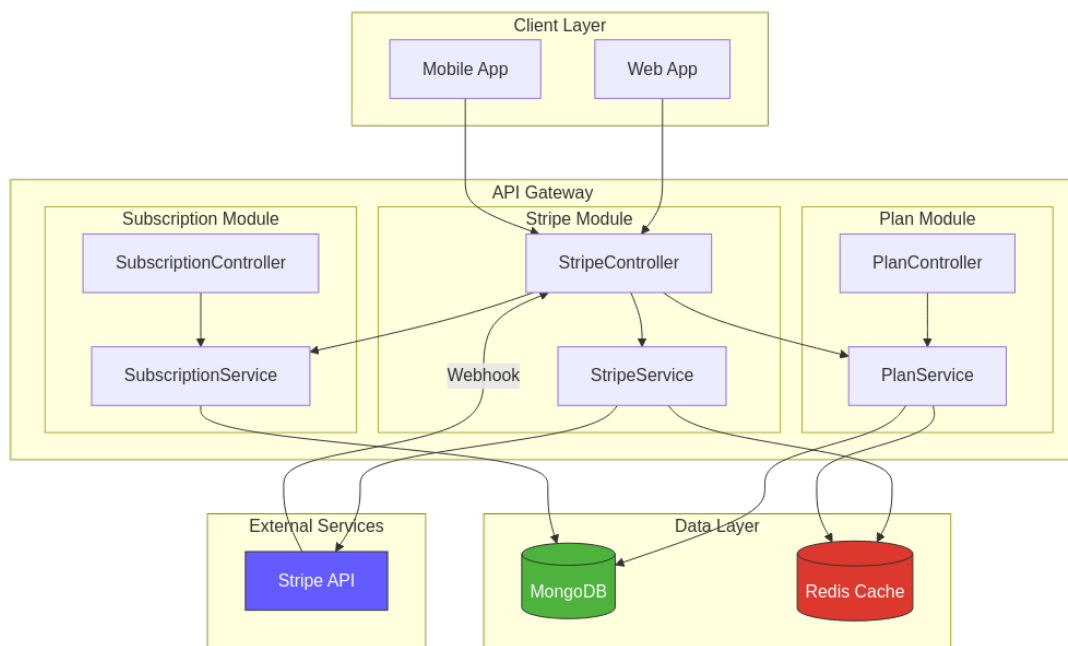 Client Layer
Mobile App
Web App
API Gateway
Subscription Module
Stripe Module
Plan Module
SubscriptionController
StripeController
PlanController
SubscriptionService
Webhook
StripeService
PlanService
External Services
Data Layer
Stripe API
MongoDB
Redis Cache